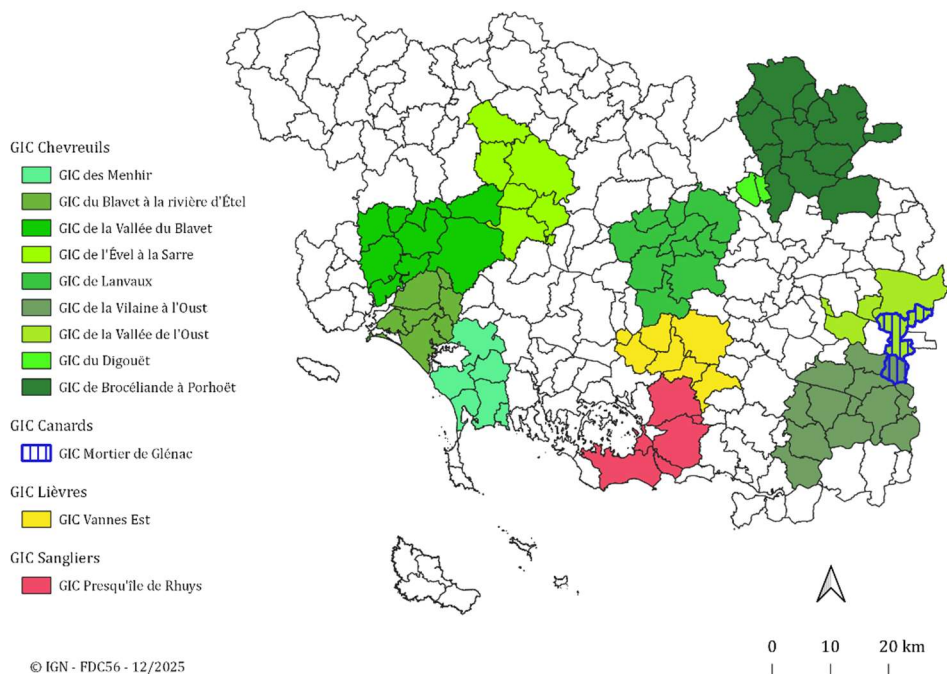 GIC Chevreuils
GIC des Menhir
GIC du Blavet à la rivière d'Étel
GIC de la Vallée du Blavet
GIC de l'Ével à la Sarre
GIC de Lanvaux
GIC de la Vilaine à l'Oust
GIC de la Vallée de l'Oust
GIC du Digouët
GIC de Brocéliande à Porhoët
GIC Canards
GIC Mortier de Glénac
GIC Lièvres
GIC Vannes Est
GIC Sangliers
GIC Presqu'île de Rhuys
0 10 20 km
© IGN - FDC56 - 12/2025